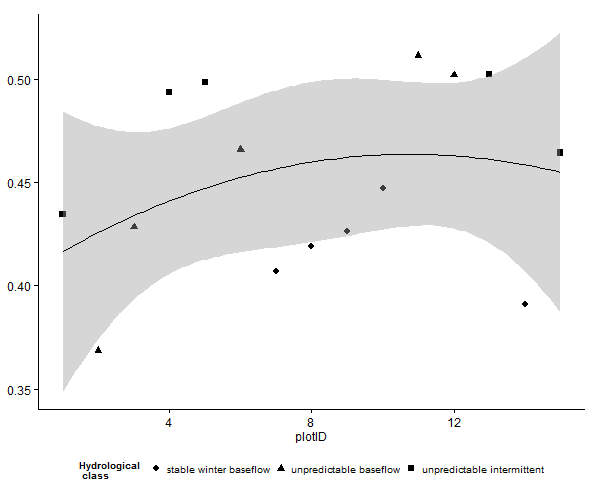 0.50
0.45
0.40
0.35
4 8 12
plotID
Hydrological
class
stable winter baseflow unpredictable baseflow unpredictable intermittent